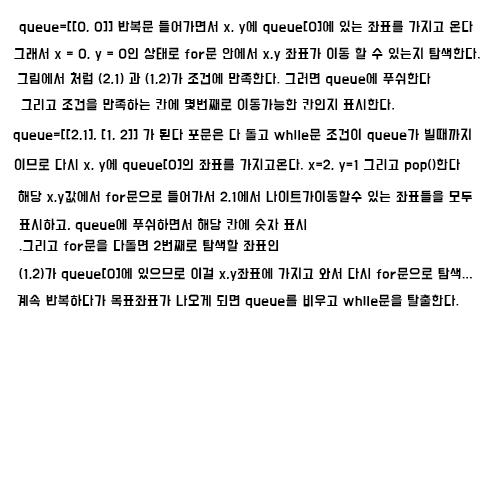 queue=[[0, 0]] 반복문 들어가면서 x, y에 queue[0]에 있는 좌표를 가지고 온다
그래서 x = 0, y = 0인 상태로 for문 안에서 x,y 좌표가 이동 할 수 있는지 탐색한다.
그림에서 처럼 (2,1) 과 (1,2)가 조건에 만족한다. 그러면 queue에 푸쉬한다
그리고 조건을 만족하는 칸에 몇번째로 이동가능한 칸인지 표시한다.
queue=[[2,1], [1, 2]] 가 된다 포문은 다 돌고 while문 조건이 queue가 빌때까지
이므로 다시 x, y에 queue[0]의 좌표를 가지고온다. x=2, y=1 그리고 pop()한다
해당 x,y값에서 for문으로 들어가서 2,1에서 나이트가이동할수 있는 좌표들을 모두
표시하고, queue에 푸쉬하면서 해당 칸에 숫자 표시
.그리고 for문을 다돌면 2번째로 탐색할 좌표인
(1,2)가 queue[0]에 있으므로 이걸 x,y좌표에 가지고 와서 다시 for문으로 탐색...
계속 반복하다가 목표좌표가 나오게 되면 queue를 비우고 while문을 탈출한다.